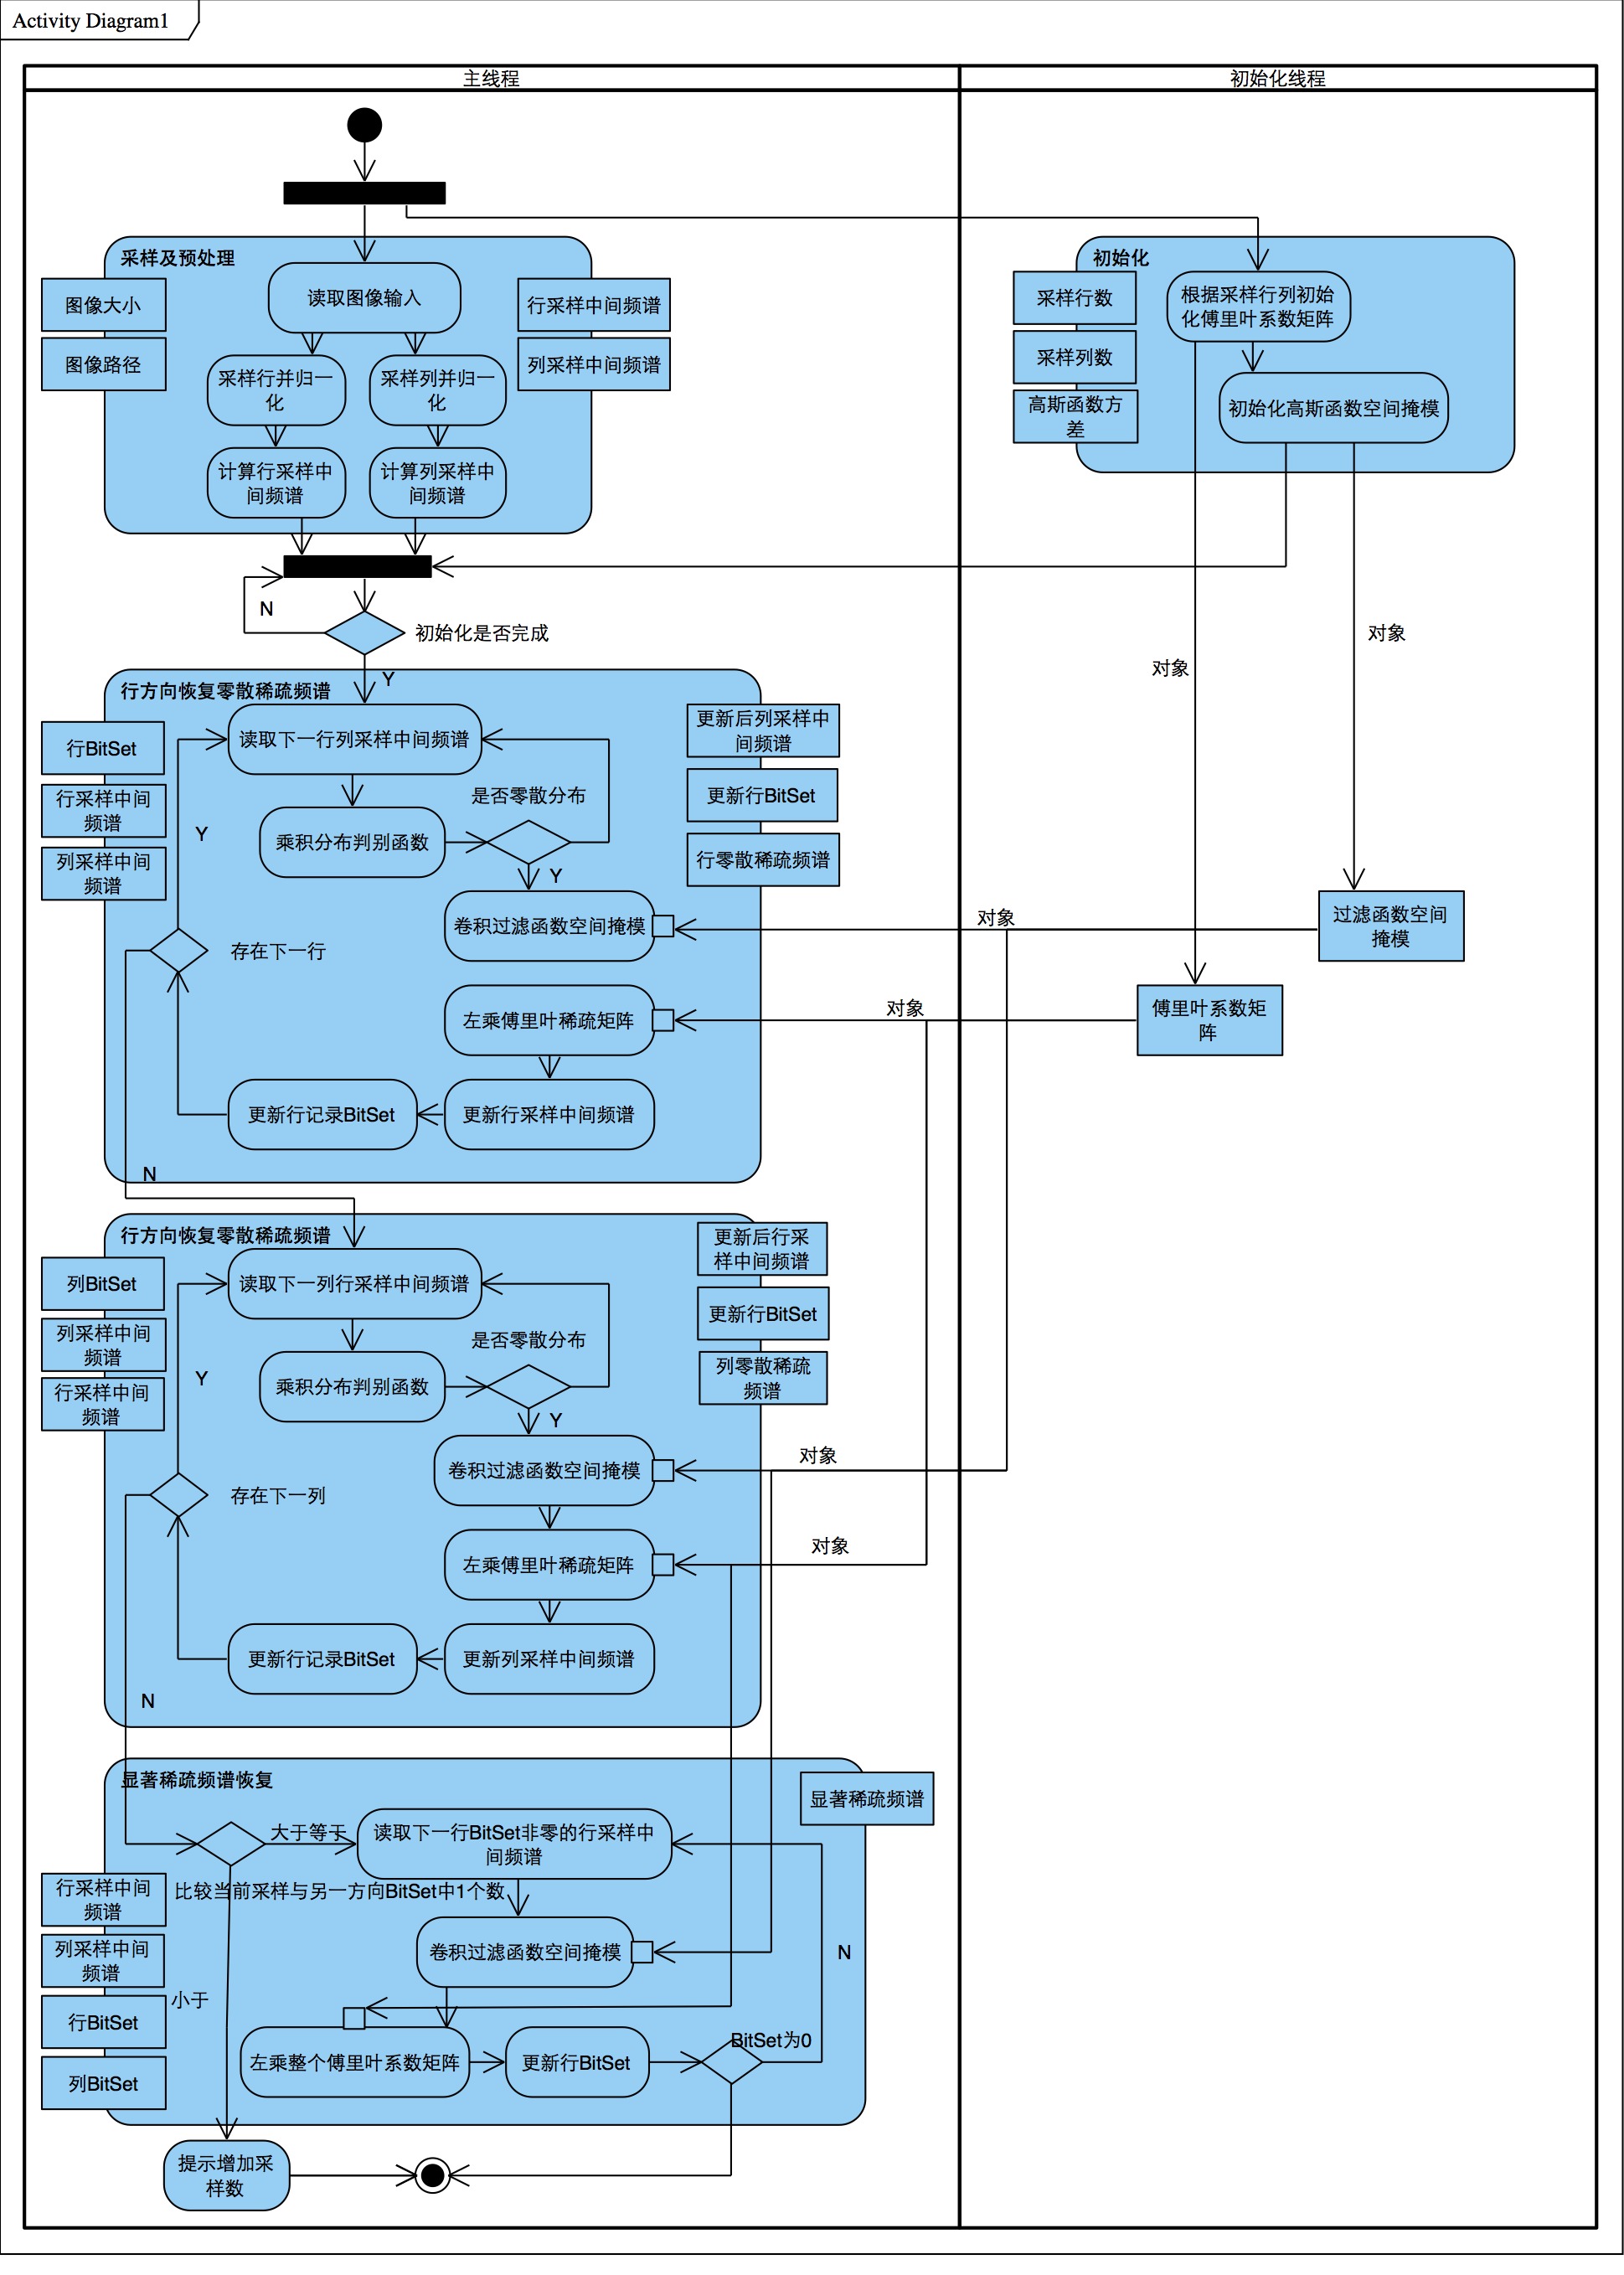 Activity Diagram1
主线程
初始化线程
采样及预处理
图像大小
图像路径
读取图像输入
行采样中间频谱
列采样中间频谱
采样行并归一
化
采样列并归一
化
计算行采样中
间频谱
计算列采样中
间频谱
初始化
采样行数
采样列数
高斯函数方
差
根据采样行列初始
化傅里叶系数矩阵
初始化高斯函数空间掩模
N
初始化是否完成
Y
对象
对象
行方向恢复零散稀疏频谱
行BitSet
行采样中间
频谱
列采样中间
频谱
读取下一行列采样中间频谱
更新后列采样中
间频谱
更新行BitSet
行零散稀疏频谱
是否零散分布
Y
乘积分布判别函数
Y
卷积过滤函数空间掩模
对象
过滤函数空间
掩模
存在下一行
左乘傅里叶稀疏矩阵
对象
傅里叶系数矩
阵
更新行记录BitSet
更新行采样中间频谱
N
行方向恢复零散稀疏频谱
列BitSet
列采样中间
频谱
行采样中间
频谱
读取下一列行采样中间频谱
更新后行采
样中间频谱
更新行BitSet
列零散稀疏
频谱
是否零散分布
Y
乘积分布判别函数
Y
卷积过滤函数空间掩模
对象
存在下一列
左乘傅里叶稀疏矩阵
对象
更新行记录BitSet
更新列采样中间频谱
N
显著稀疏频谱恢复
显著稀疏频谱
大于等于
读取下一行BitSet非零的行采样中
间频谱
比较当前采样与另一方向BitSet中1个数
行采样中间
频谱
列采样中间
频谱
行BitSet
列BitSet
卷积过滤函数空间掩模
N
小于
BitSet为0
左乘整个傅里叶系数矩阵
更新行BitSet
提示增加采
样数